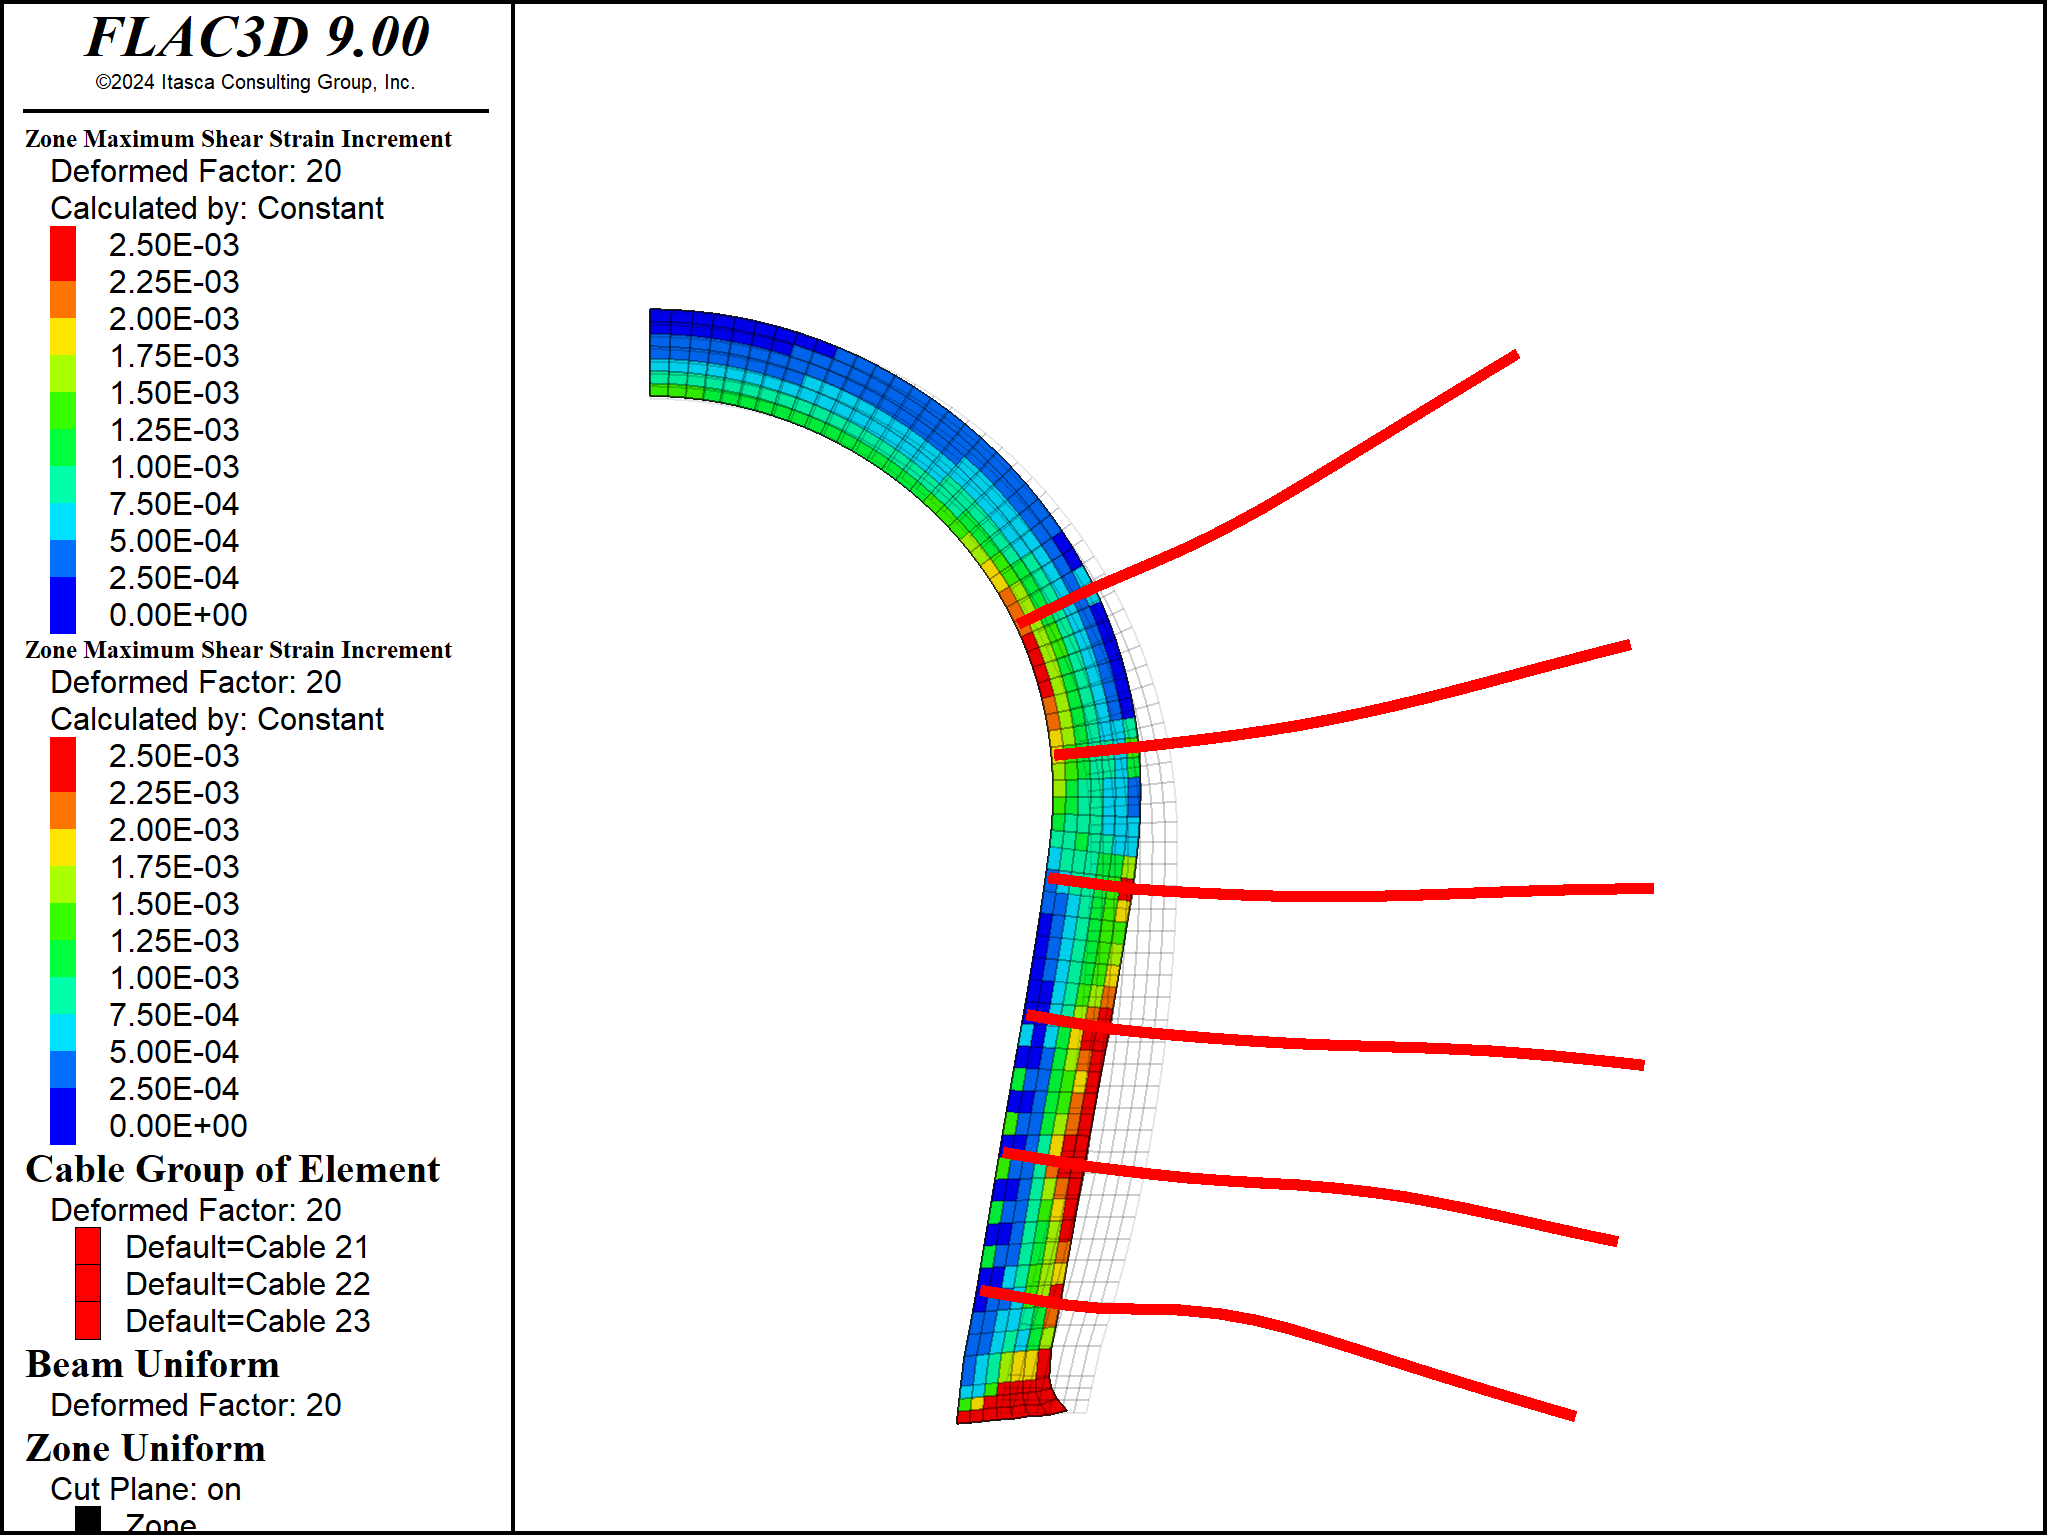 FLAC3D 9.00
©2024 Itasca Consulting Group, Inc.
Zone Maximum Shear Strain Increment
Deformed Factor: 20
Calculated by: Constant
2.50E-03
2.25E-03
2.00E-03
1.75E-03
1.50E-03
1.25E-03
1.00E-03
7.50E-04
5.00E-04
2.50E-04
0.00E+00
Zone Maximum Shear Strain Increment
Deformed Factor: 20
Calculated by: Constant
2.50E-03
2.25E-03
2.00E-03
1.75E-03
1.50E-03
1.25E-03
1.00E-03
7.50E-04
5.00E-04
2.50E-04
0.00E+00
Cable Group of Element
Deformed Factor: 20
Default=Cable 21
Default=Cable 22
Default=Cable 23
Beam Uniform
Deformed Factor: 20
Zone Uniform
Cut Plane: on
Zone